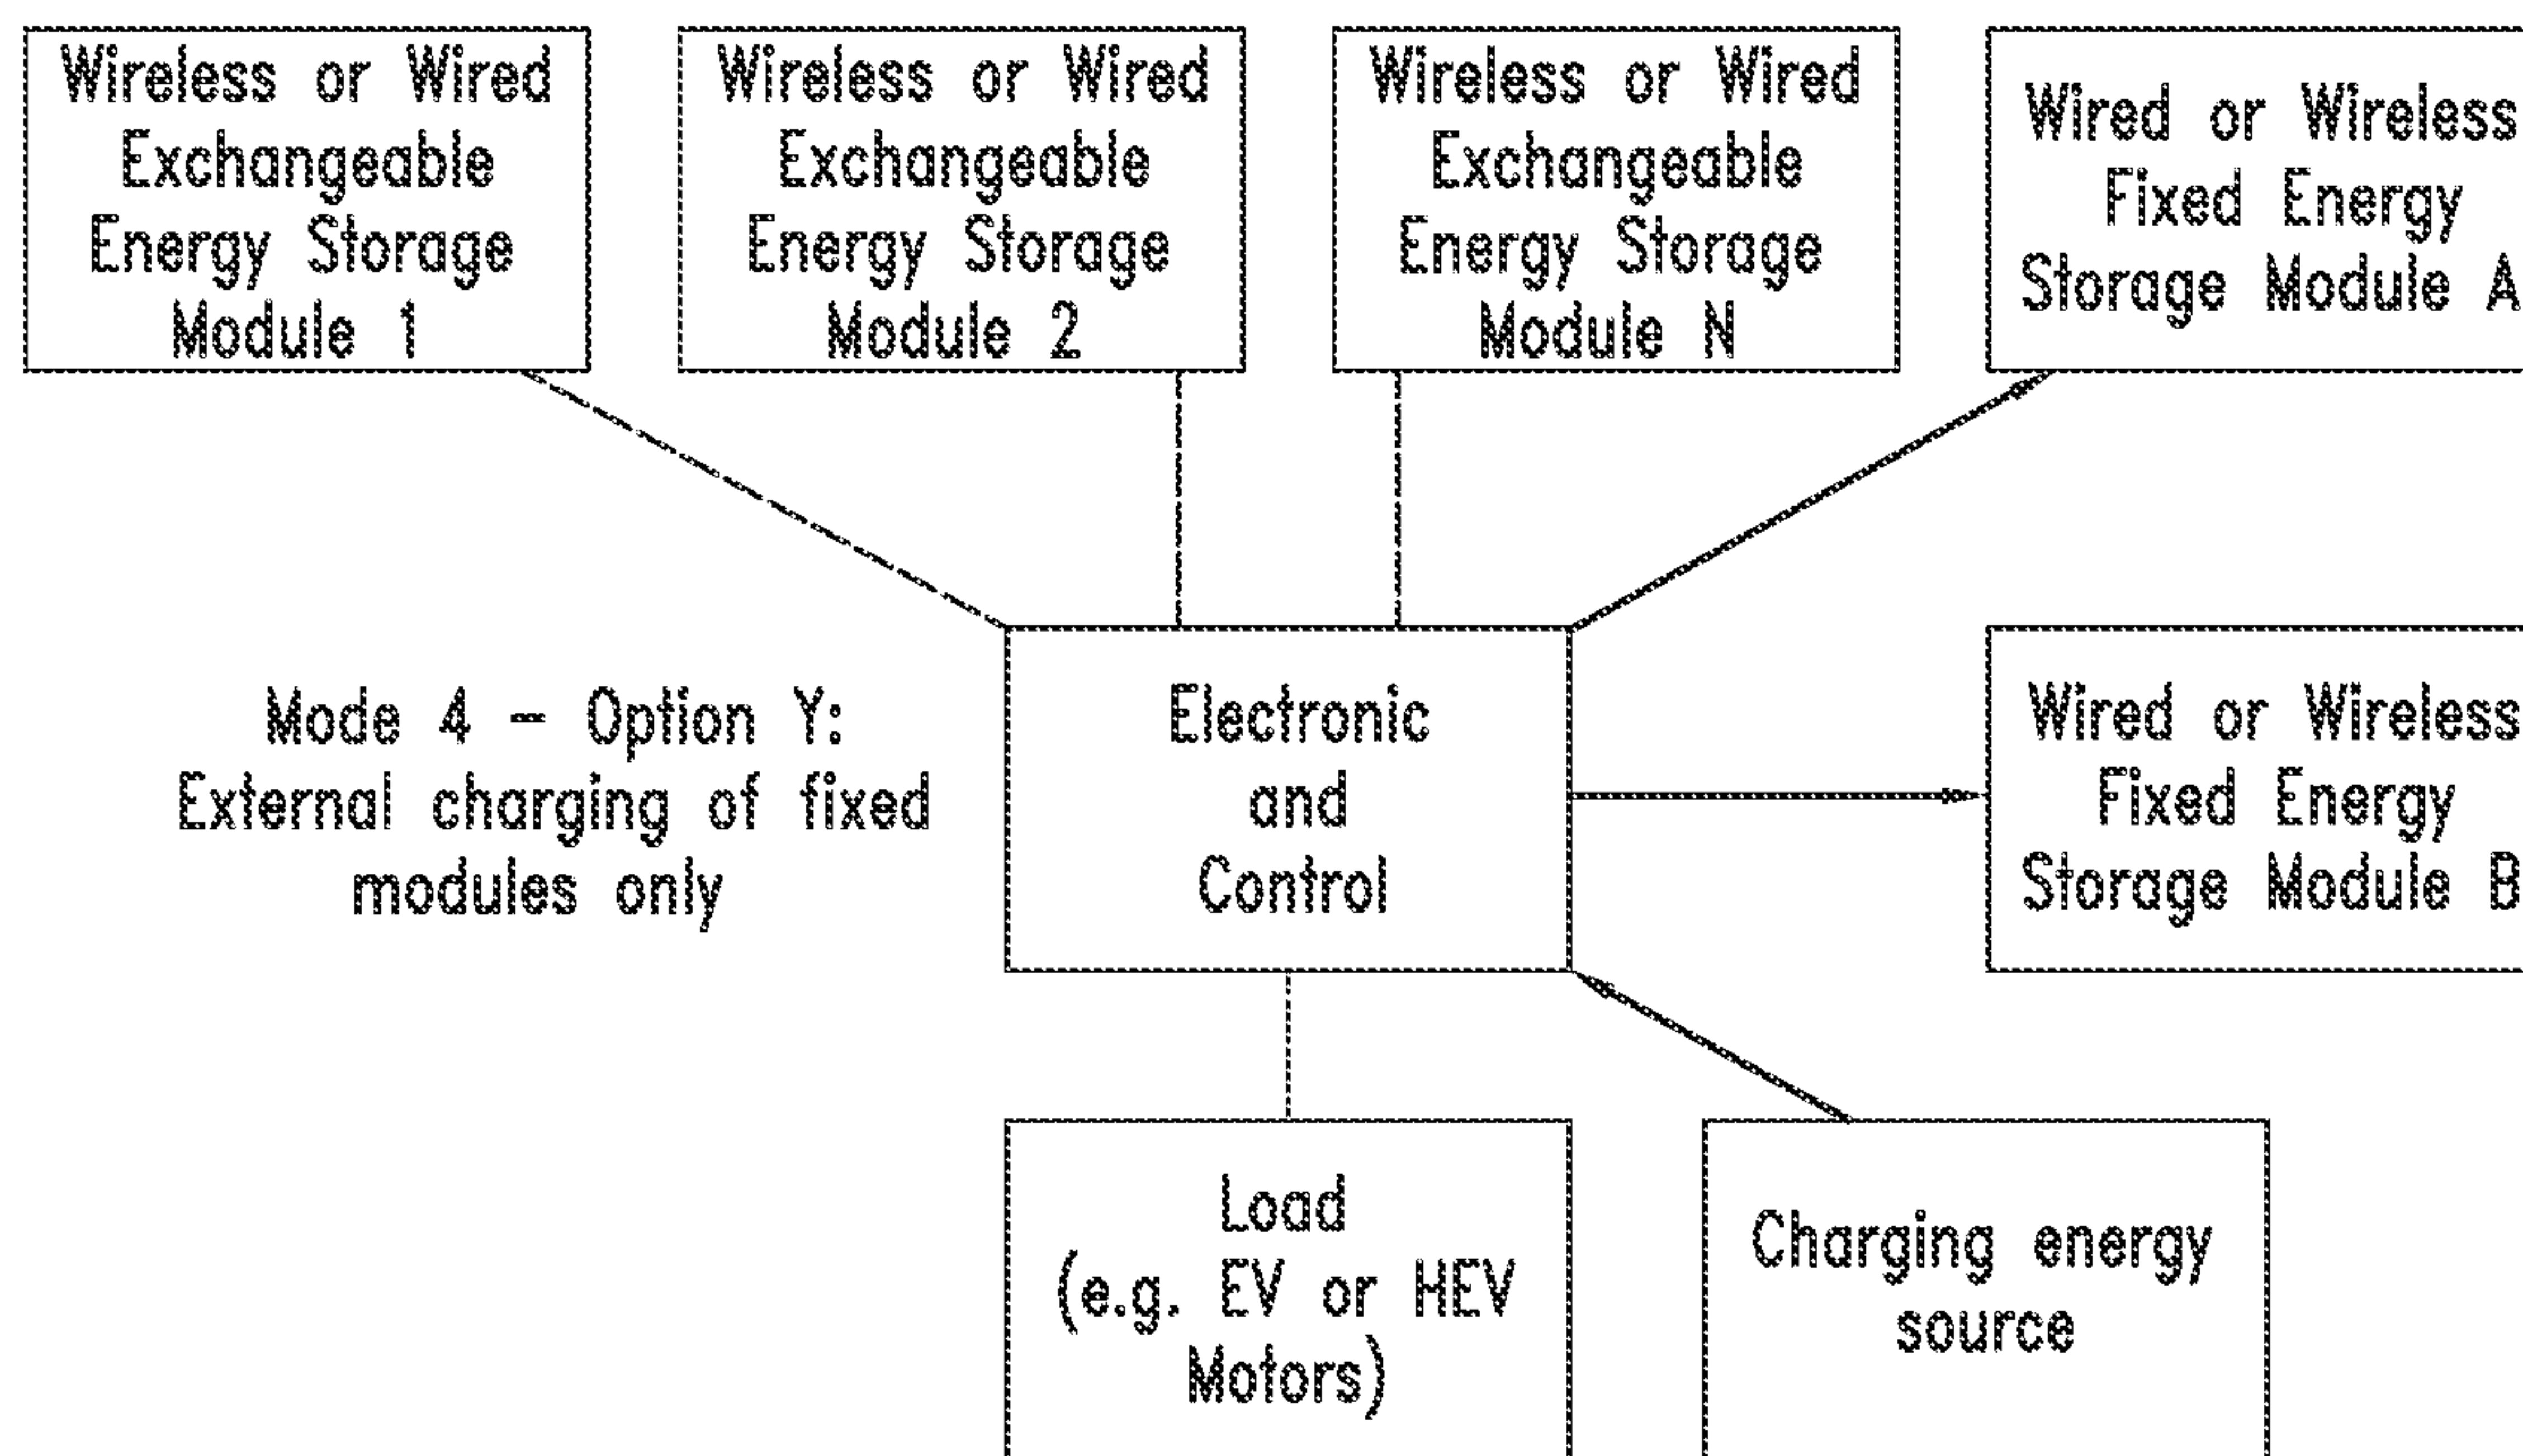 Wireless or Wired
Exchangeable
Energy Storage
Module 1
Wireless or Wired
Exchangeable
Energy Storage
Module 2
Wireless or Wired
Exchangeable
Energy Storage
Module N
Wired or Wireless
Fixed Energy
Storage Module A
Mode 4 – Option Y:
External charging of fixed
modules only
Electronic
and
Control
Wired or Wireless
Fixed Energy
Storage Module B
Load
(e.g. EV or HEV
Motors)
Charging energy
source